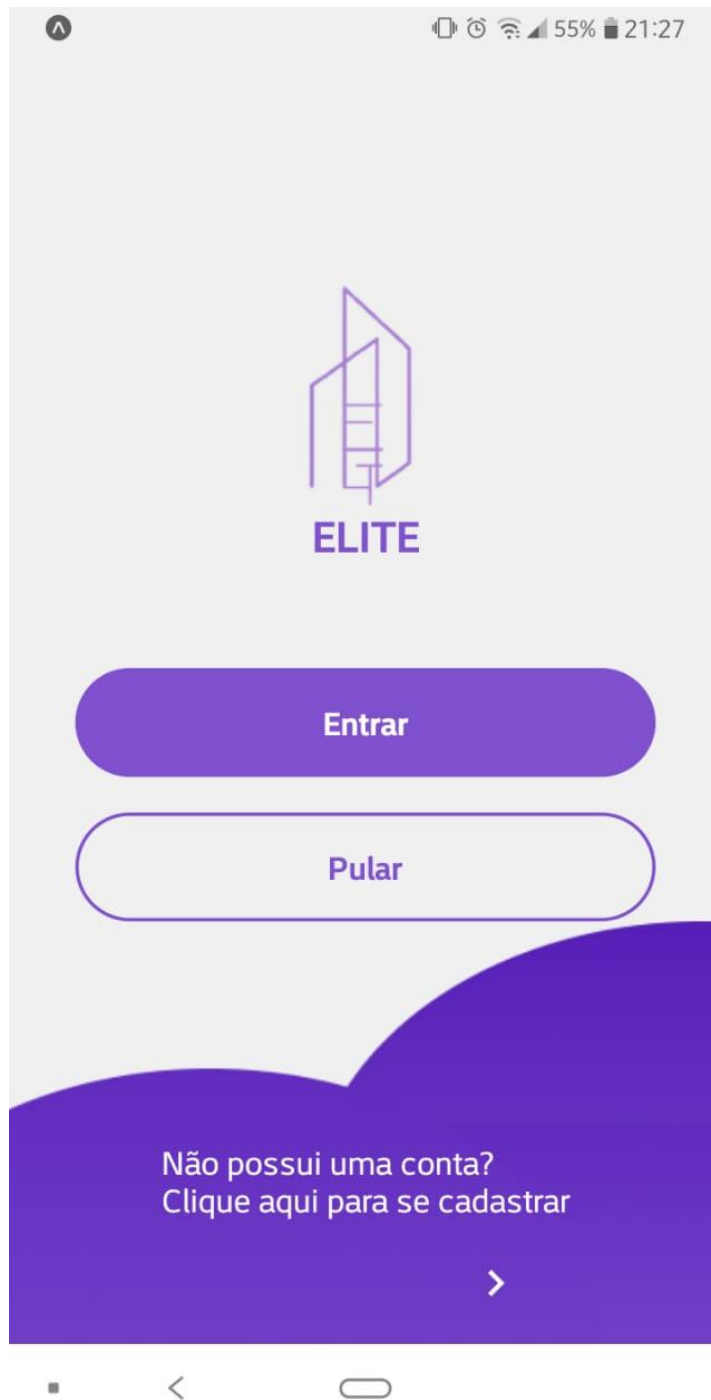 55% 21:27
ELITE
Entrar
Pular
Não possui uma conta?
Clique aqui para se cadastrar